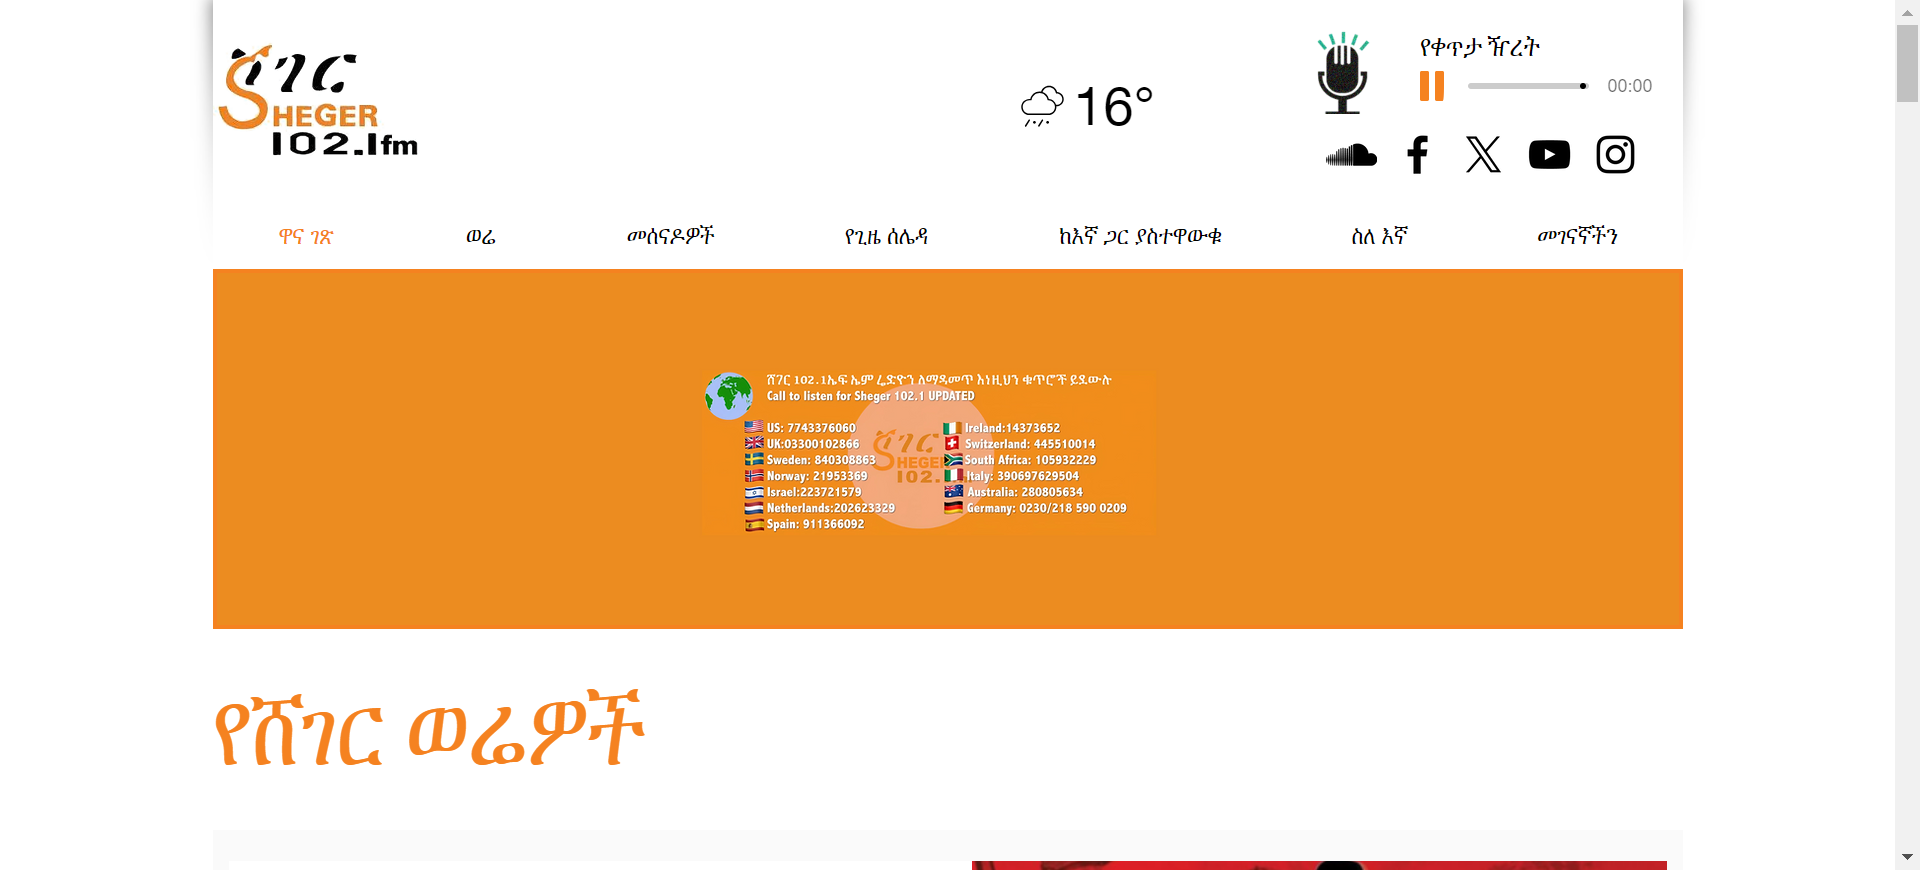 ሸገር
SHEGER
102.1fm
16°
የቀጥታ ዥረት
00:00
ዋና ገጽ
ወሬ
መሰናዶዎች
የጊዜ ሰሌዳ
ከእኛ ጋር ያስተዋውቁ
ስለ እኛ
መገናኛችን
ሸገር 102.1ኤፍ ኤም ሬድዮን ለማዳመጥ እነዚህን ቁጥሮች ይደውሉ
Call to listen for Sheger 102.1 UPDATED
US: 7743376060
UK:03300102866
Sweden: 840308863
Norway: 21953369
Israel:223721579
Netherlands:202623329
Spain: 911366092
Ireland:14373652
Switzerland: 445510014
South Africa: 105932229
Italy: 390697629504
Australia: 280805634
Germany: 0230/218 590 0209
የሸገር ወሬዎች